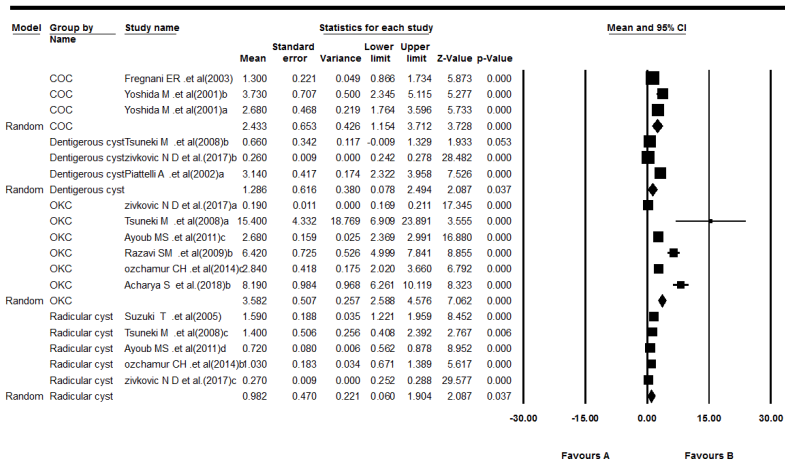 Model Group by Name Study name Statistics for each study Mean and 95% CI
Mean Standard error Variance Lower limit Upper limit Z-Value p-Value
COC Fregnani ER .et al(2003) 1.300 0.221 0.049 0.866 1.734 5.873 0.000
COC Yoshida M .et al(2001)b 3.730 0.707 0.500 2.345 5.115 5.277 0.000
COC Yoshida M .et al(2001)a 2.680 0.468 0.219 1.764 3.596 5.733 0.000
Random COC 2.433 0.653 0.426 1.154 3.712 3.728 0.000
Dentigerous cystTsuneki M .et al(2008)b 0.660 0.342 0.117 -0.009 1.329 1.933 0.053
Dentigerous cystzivkovic N D et al.(2017)b 0.260 0.009 0.000 0.242 0.278 28.482 0.000
Dentigerous cystPiattelli A .et al(2002)a 3.140 0.417 0.174 2.322 3.958 7.526 0.000
Random Dentigerous cyst 1.286 0.616 0.380 0.078 2.494 2.087 0.037
OKC zivkovic N D et al.(2017)a 0.190 0.011 0.000 0.169 0.211 17.345 0.000
OKC Tsuneki M .et al(2008)a 15.400 4.332 18.769 6.909 23.891 3.555 0.000
OKC Ayoub MS .et al(2011)c 2.680 0.159 0.025 2.369 2.991 16.880 0.000
OKC Razavi SM .et al(2009)b 6.420 0.725 0.526 4.999 7.841 8.855 0.000
OKC ozchamur CH .et al(2014)c2.840 0.418 0.175 2.020 3.660 6.792 0.000
OKC Acharya S et al.(2018)b 8.190 0.984 0.968 6.261 10.119 8.323 0.000
Random OKC 3.582 0.507 0.257 2.588 4.576 7.062 0.000
Radicular cyst Suzuki T .et al(2005) 1.590 0.188 0.035 1.221 1.959 8.452 0.000
Radicular cyst Tsuneki M .et al(2008)c 1.400 0.506 0.256 0.408 2.392 2.767 0.006
Radicular cyst Ayoub MS .et al(2011)d 0.720 0.080 0.006 0.562 0.878 8.952 0.000
Radicular cyst ozchamur CH .et al(2014)b1.030 0.183 0.034 0.671 1.389 5.617 0.000
Radicular cyst zivkovic N D et al.(2017)c 0.270 0.009 0.000 0.252 0.288 29.577 0.000
Random Radicular cyst 0.982 0.470 0.221 0.060 1.904 2.087 0.037
-30.00 -15.00 0.00 15.00 30.00
Favours A Favours B